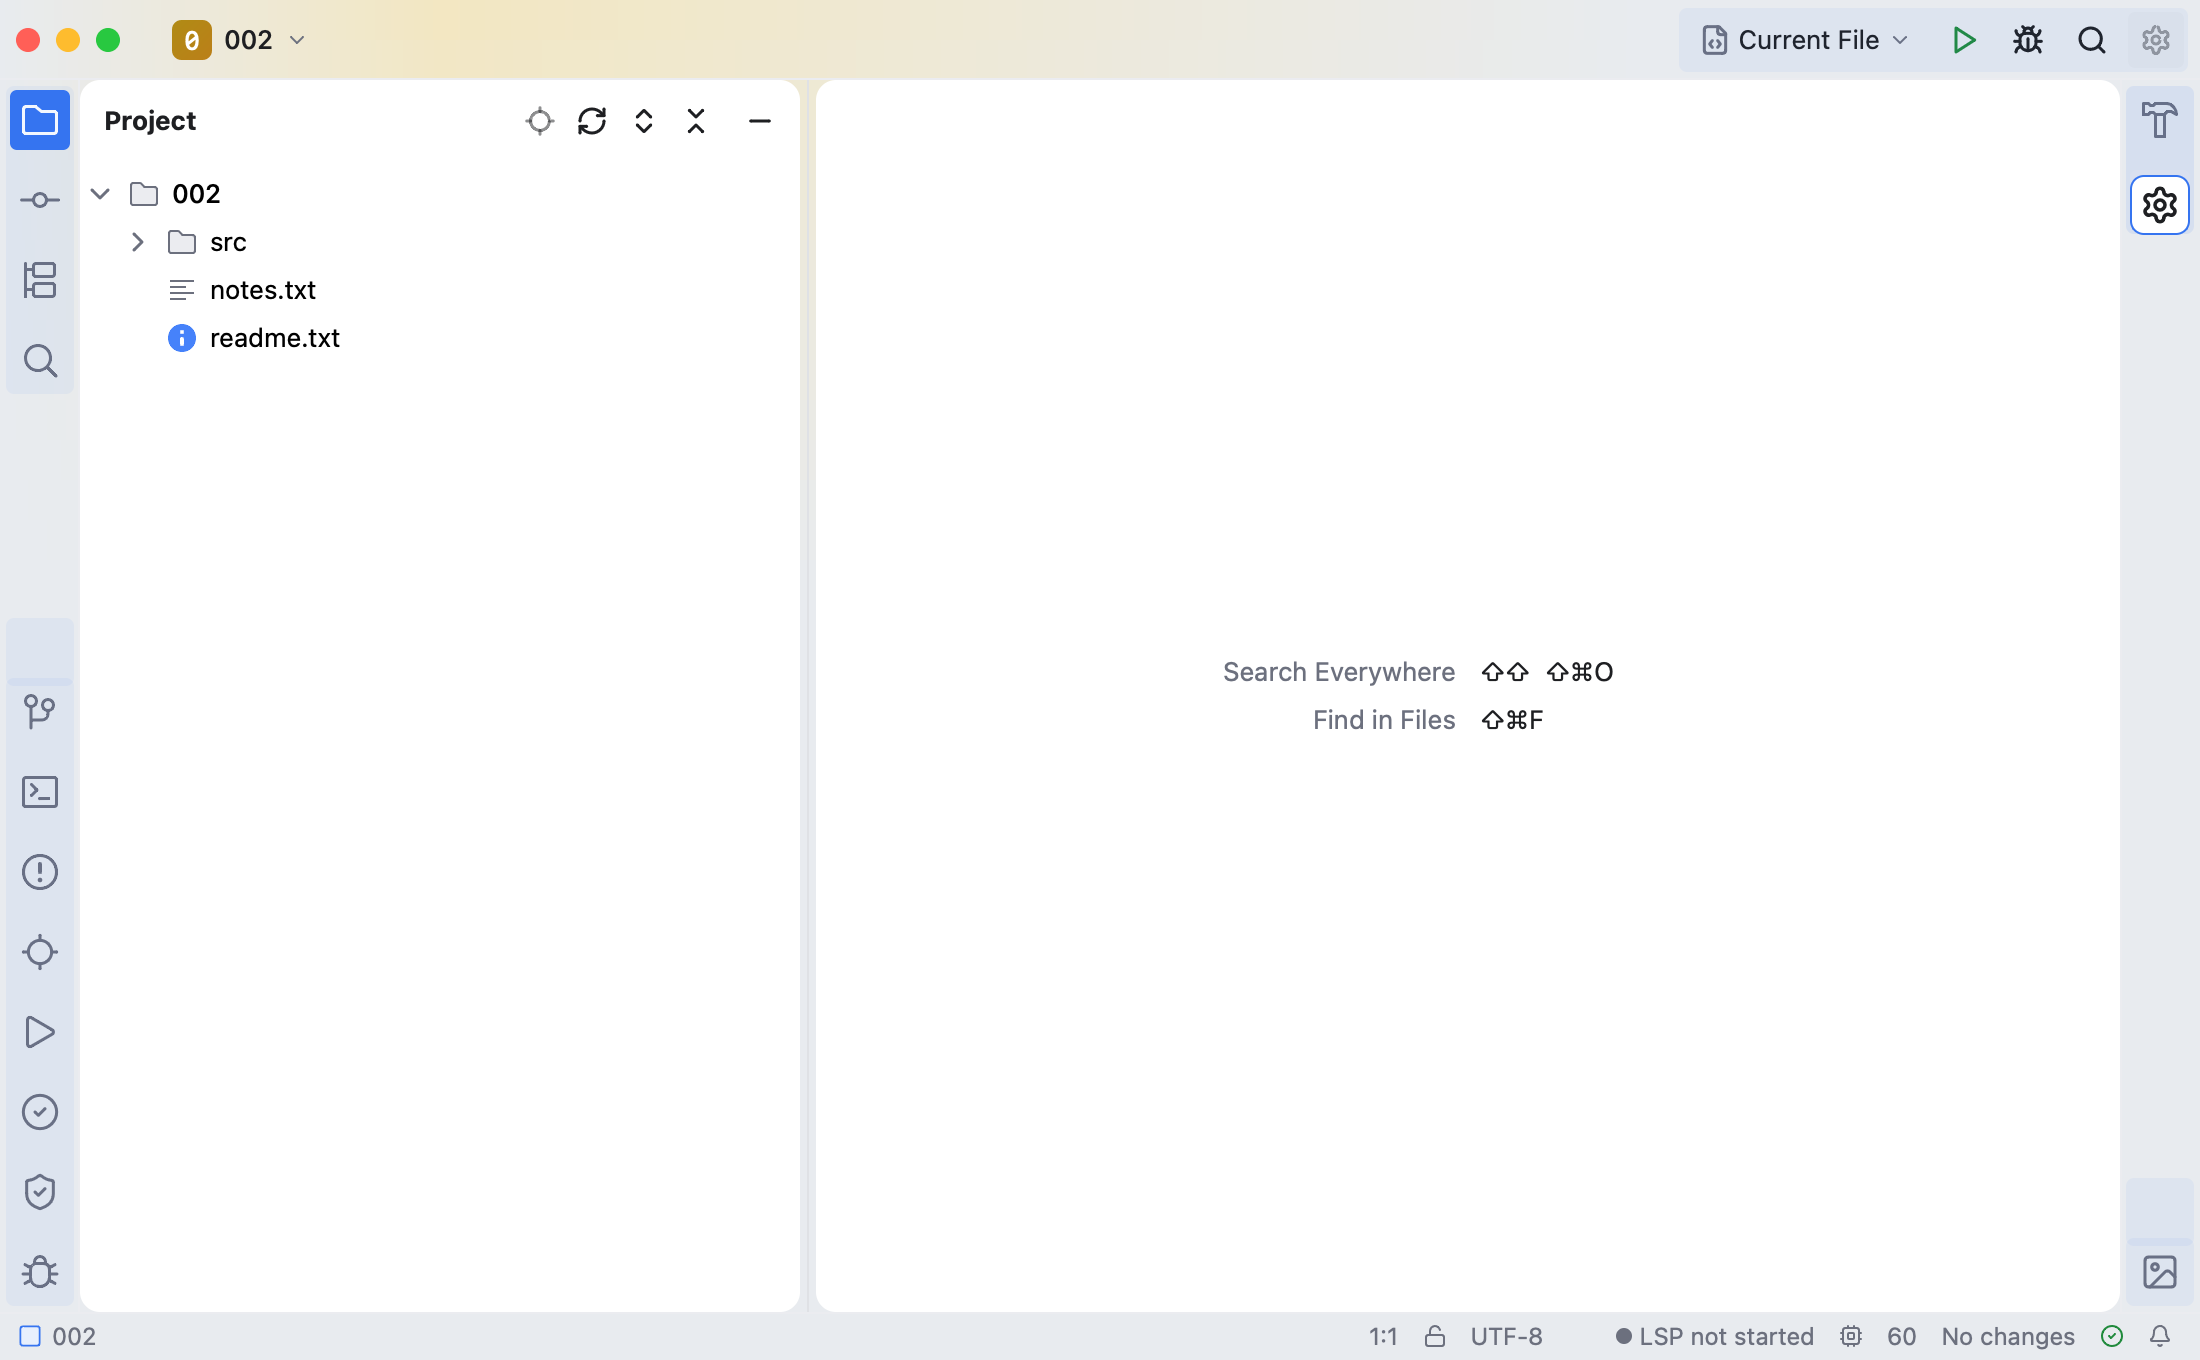 0 002
Current File
Project
002
src
notes.txt
readme.txt
Search Everywhere ⇧⇧ ⇧⌘O
Find in Files ⇧⌘F
002
1:1
UTF-8
LSP not started
60
No changes